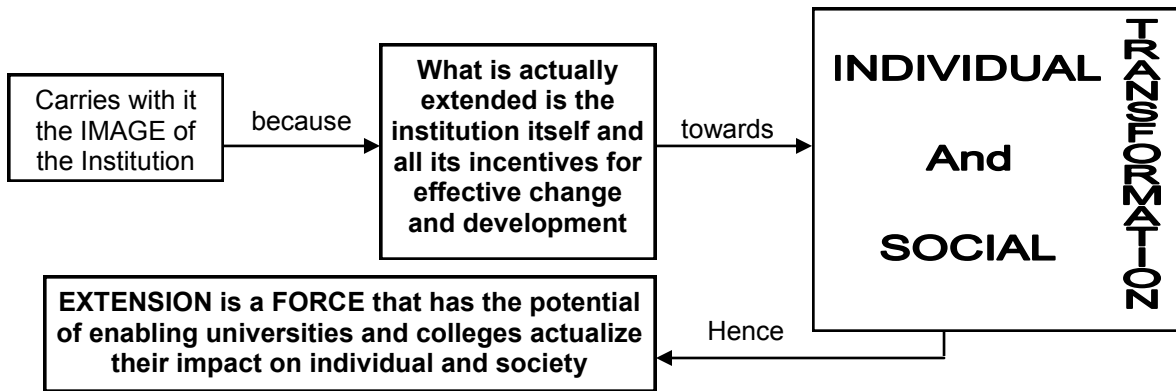 Carries with it
the IMAGE of
the Institution
because
What is actually
extended is the
institution itself and
all its incentives for
effective change
and development
towards
INDIVIDUAL
And
SOCIAL
TRANSFORMATION
Hence
EXTENSION is a FORCE that has the potential
of enabling universities and colleges actualize
their impact on individual and society